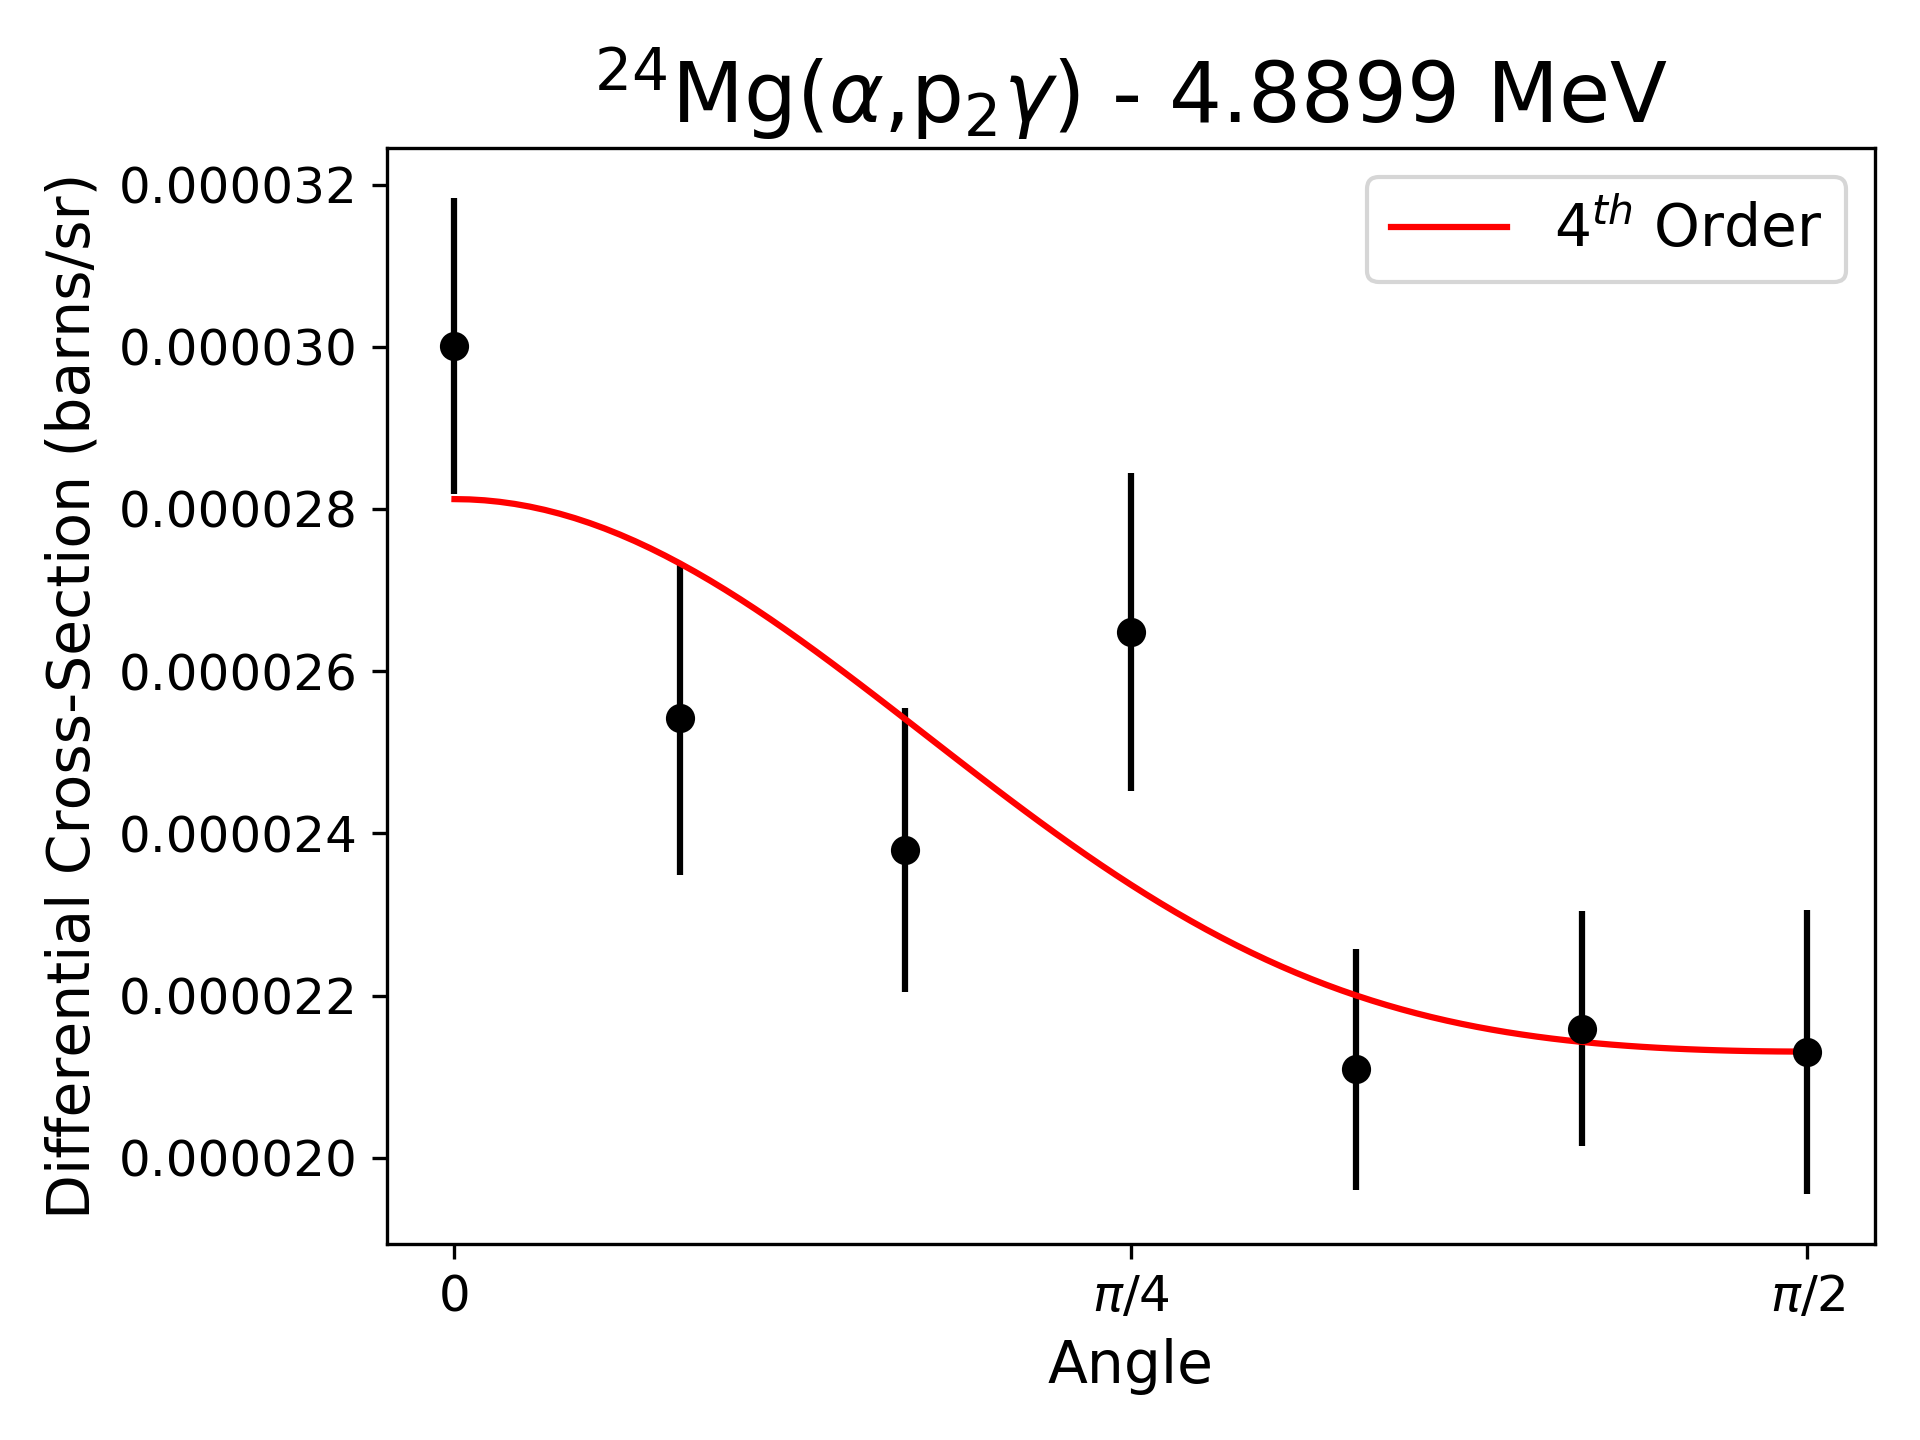 ²⁴Mg(α,p₂γ) - 4.8899 MeV
Differential Cross-Section (barns/sr)
0.000032
0.000030
0.000028
0.000026
0.000024
0.000022
0.000020
4ᵗʰ Order
0
π/4
π/2
Angle